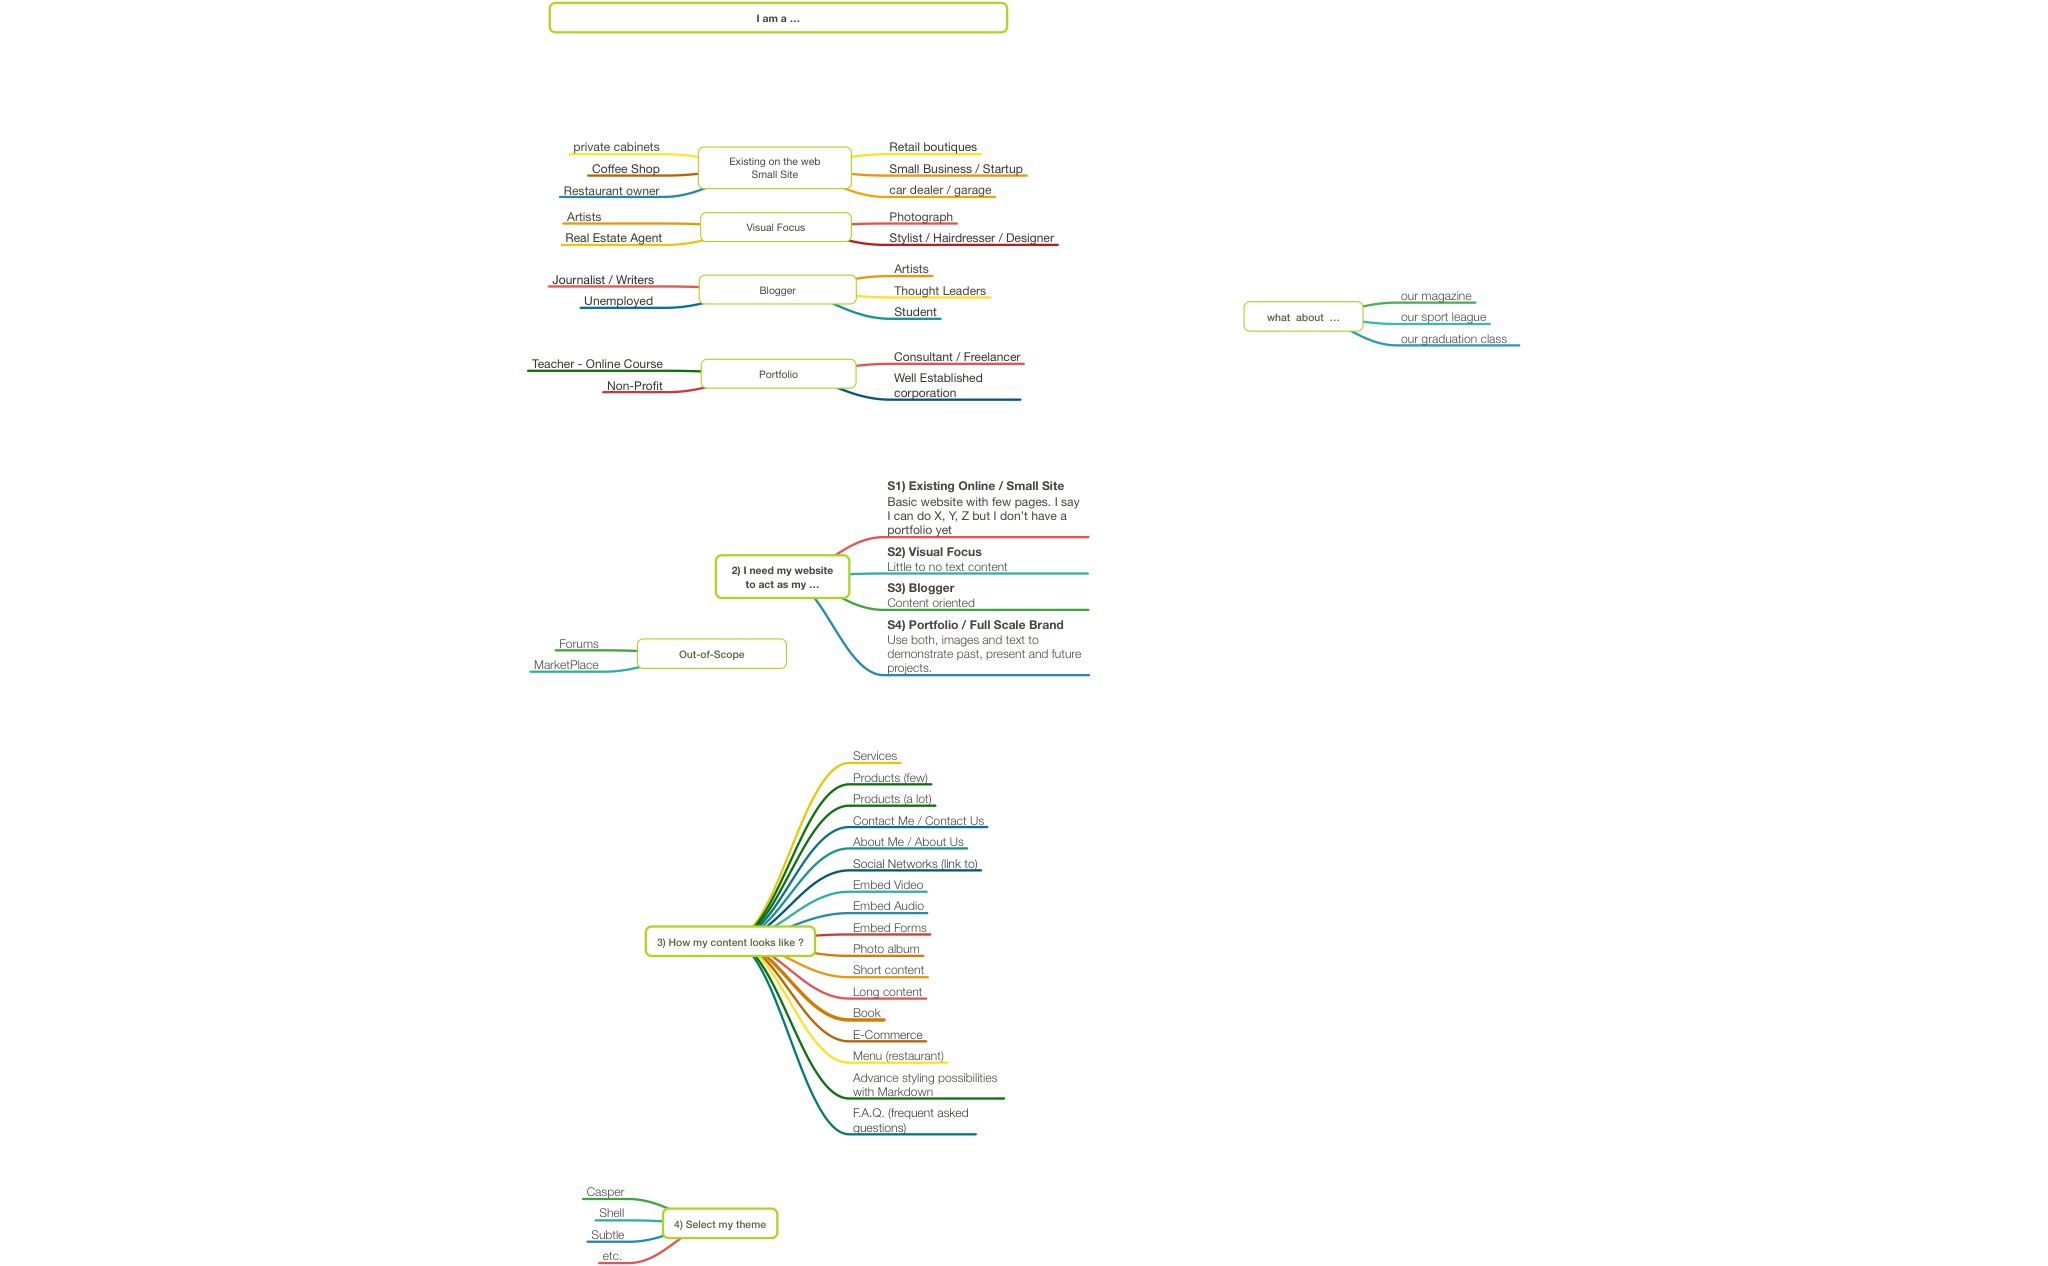 I am a ...
private cabinets
Coffee Shop
Restaurant owner
Existing on the web
Small Site
Retail boutiques
Small Business / Startup
car dealer / garage
Artists
Real Estate Agent
Visual Focus
Photograph
Stylist / Hairdresser / Designer
Journalist / Writers
Unemployed
Blogger
Artists
Thought Leaders
Student
what about ...
our magazine
our sport league
our graduation class
Teacher - Online Course
Non-Profit
Portfolio
Consultant / Freelancer
Well Established
corporation
2) I need my website
to act as my ...
S1) Existing Online / Small Site
Basic website with few pages. I say
I can do X, Y, Z but I don't have a
portfolio yet
S2) Visual Focus
Little to no text content
S3) Blogger
Content oriented
S4) Portfolio / Full Scale Brand
Use both, images and text to
demonstrate past, present and future
projects.
Forums
MarketPlace
Out-of-Scope
3) How my content looks like ?
Services
Products (few)
Products (a lot)
Contact Me / Contact Us
About Me / About Us
Social Networks (link to)
Embed Video
Embed Audio
Embed Forms
Photo album
Short content
Long content
Book
E-Commerce
Menu (restaurant)
Advance styling possibilities
with Markdown
F.A.Q. (frequent asked
questions)
Casper
Shell
Subtle
etc.
4) Select my theme